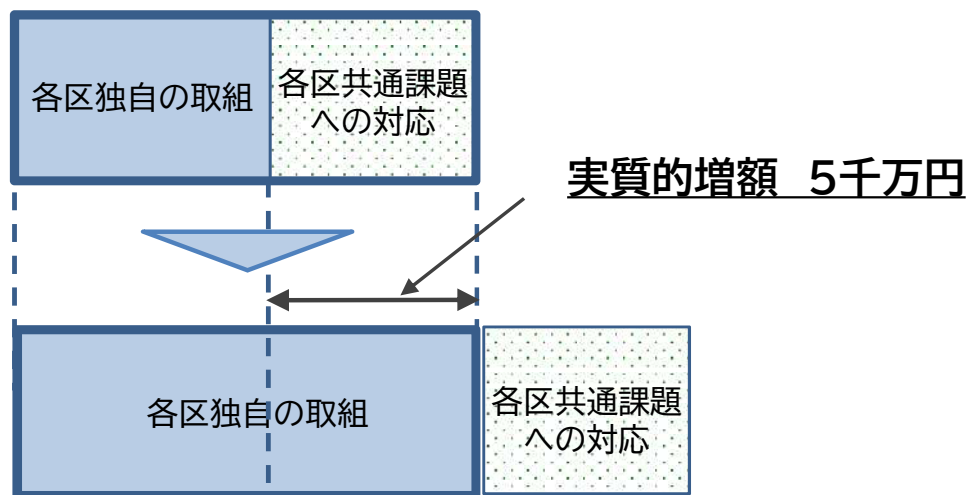 各区独自の取組
各区共通課題
への対応
実質的増額　5千万円
各区独自の取組
各区共通課題
への対応